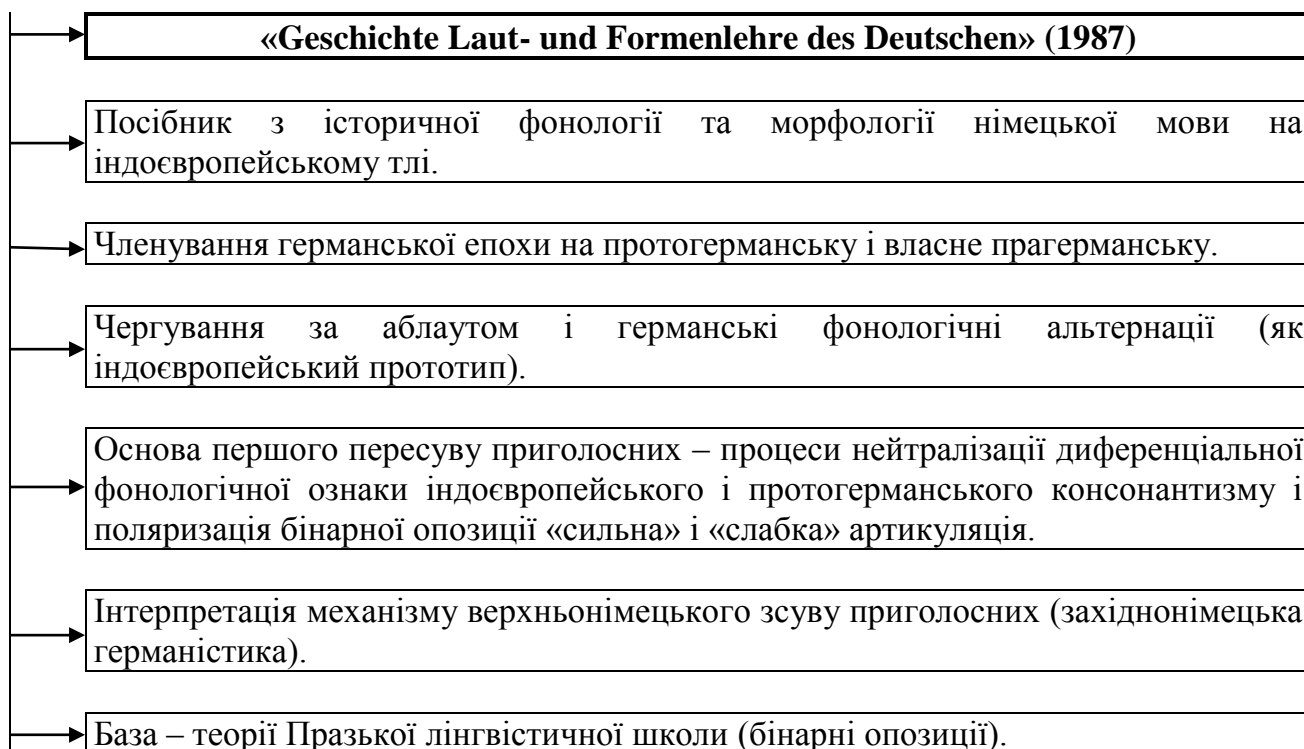 «Geschichte Laut- und Formenlehre des Deutschen» (1987)
Посібник з історичної фонології та морфології німецької мови на
індоєвропейському тлі.
Членування германської епохи на протогерманську і власне прагерманську.
Чергування за аблаутом і германські фонологічні альтернації (як
індоєвропейський прототип).
Основа першого пересуву приголосних – процеси нейтралізації диференціальної
фонологічної ознаки індоєвропейського і протогерманського консонантизму і
поляризація бінарної опозиції «сильна» і «слабка» артикуляція.
Інтерпретація механізму верхньонімецького зсуву приголосних (західнонімецька
германістика).
База – теорії Празької лінгвістичної школи (бінарні опозиції).